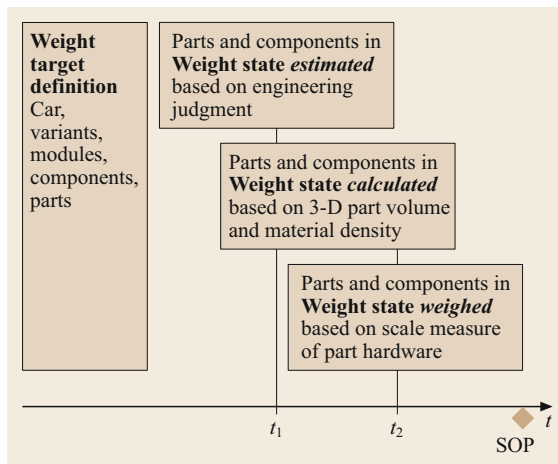 Weight
target
definition
Car,
variants,
modules,
components,
parts
Parts and components in
Weight state estimated
based on engineering
judgment
Parts and components in
Weight state calculated
based on 3-D part volume
and material density
Parts and components in
Weight state weighed
based on scale measure
of part hardware
t₁
t₂
t
SOP